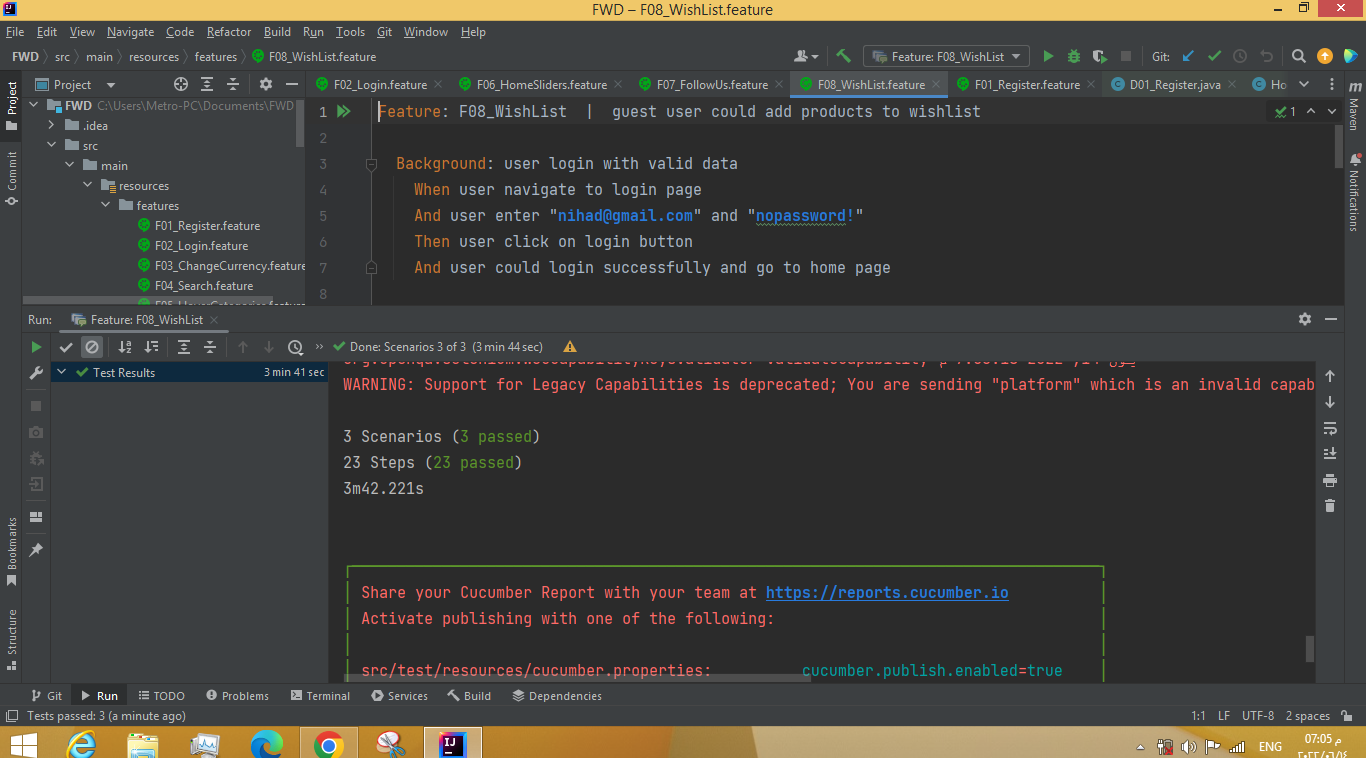 FWD – F08_WishList.feature
File Edit View Navigate Code Refactor Build Run Tools Git Window Help
FWD src main resources features F08_WishList.feature
Feature: F08_WishList
Git:
Project
F02_Login.feature F06_HomeSliders.feature F07_FollowUs.feature F08_WishList.feature F01_Register.feature D01_Register.java Ho
Project
Commit
Bookmarks
Structure
Maven
Notifications
FWD C:\Users\Metro-PC\Documents\FWD
.idea
src
main
resources
features
F01_Register.feature
F02_Login.feature
F03_ChangeCurrency.feature
F04_Search.feature
1 Feature: F08_WishList | guest user could add products to wishlist
2
3 Background: user login with valid data
4 When user navigate to login page
5 And user enter "nihad@gmail.com" and "nopassword!"
6 Then user click on login button
7 And user could login successfully and go to home page
8
1
Run: Feature: F08_WishList
Done: Scenarios 3 of 3 (3 min 44 sec)
Test Results 3 min 41 sec
WARNING: Support for Legacy Capabilities is deprecated; You are sending "platform" which is an invalid capab
3 Scenarios (3 passed)
23 Steps (23 passed)
3m42.221s
Share your Cucumber Report with your team at https://reports.cucumber.io
Activate publishing with one of the following:
src/test/resources/cucumber.properties: cucumber.publish.enabled=true
Git Run TODO Problems Terminal Services Build Dependencies
Tests passed: 3 (a minute ago)
1:1 LF UTF-8 2 spaces
ENG
07:05 م